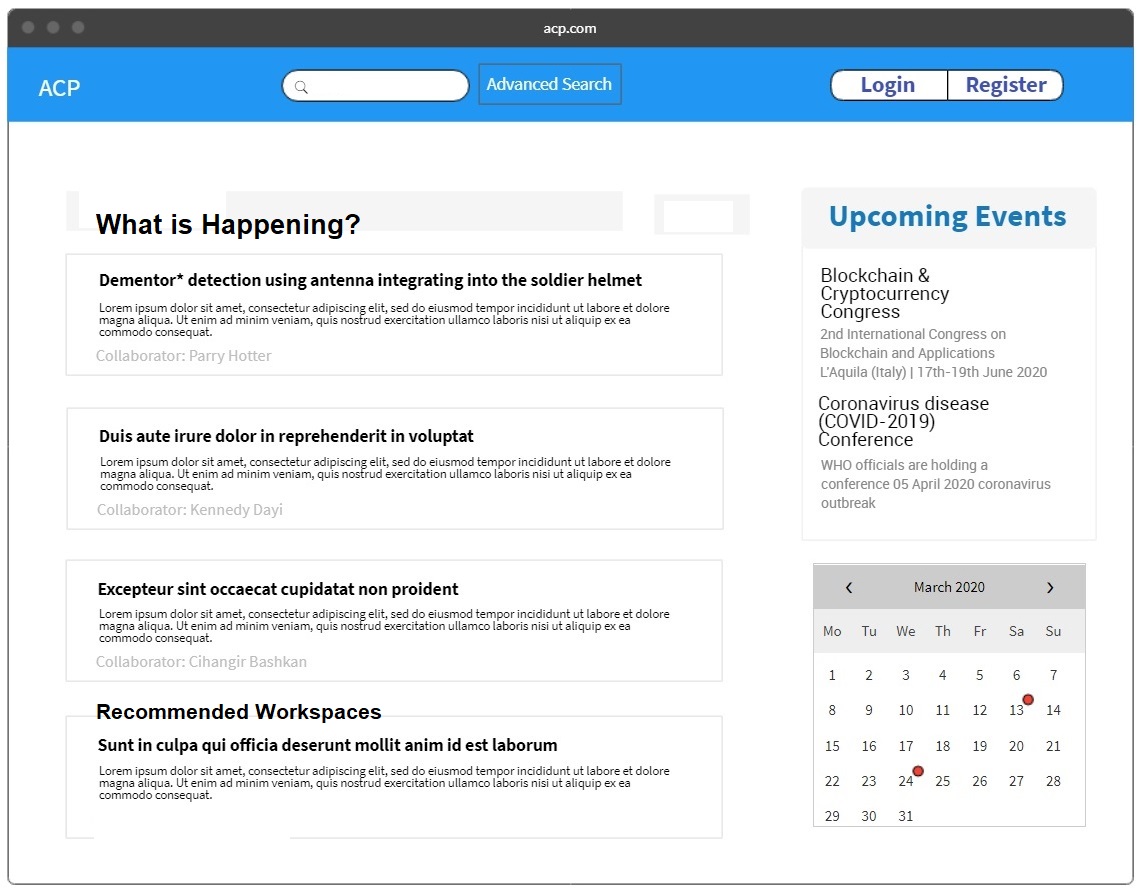 acp.com
ACP
Advanced Search
Login
Register
What is Happening?
Dementor* detection using antenna integrating into the soldier helmet
Lorem ipsum dolor sit amet, consectetur adipiscing elit, sed do eiusmod tempor incididunt ut labore et dolore
magna aliqua. Ut enim ad minim veniam, quis nostrud exercitation ullamco laboris nisi ut aliquip ex ea
commodo consequat.
Collaborator: Parry Hotter
Duis aute irure dolor in reprehenderit in voluptat
Lorem ipsum dolor sit amet, consectetur adipiscing elit, sed do eiusmod tempor incididunt ut labore et dolore
magna aliqua. Ut enim ad minim veniam, quis nostrud exercitation ullamco laboris nisi ut aliquip ex ea
commodo consequat.
Collaborator: Kennedy Dayi
Excepteur sint occaecat cupidatat non proident
Lorem ipsum dolor sit amet, consectetur adipiscing elit, sed do eiusmod tempor incididunt ut labore et dolore
magna aliqua. Ut enim ad minim veniam, quis nostrud exercitation ullamco laboris nisi ut aliquip ex ea
commodo consequat.
Collaborator: Cihangir Bashkan
Recommended Workspaces
Sunt in culpa qui officia deserunt mollit anim id est laborum
Lorem ipsum dolor sit amet, consectetur adipiscing elit, sed do eiusmod tempor incididunt ut labore et dolore
magna aliqua. Ut enim ad minim veniam, quis nostrud exercitation ullamco laboris nisi ut aliquip ex ea
commodo consequat.
Upcoming Events
Blockchain &
Cryptocurrency
Congress
2nd International Congress on
Blockchain and Applications
L'Aquila (Italy) | 17th-19th June 2020
Coronavirus disease
(COVID-2019)
Conference
WHO officials are holding a
conference 05 April 2020 coronavirus
outbreak
March 2020
Mo Tu We Th Fr Sa Su
1 2 3 4 5 6 7
8 9 10 11 12 13 14
15 16 17 18 19 20 21
22 23 24 25 26 27 28
29 30 31